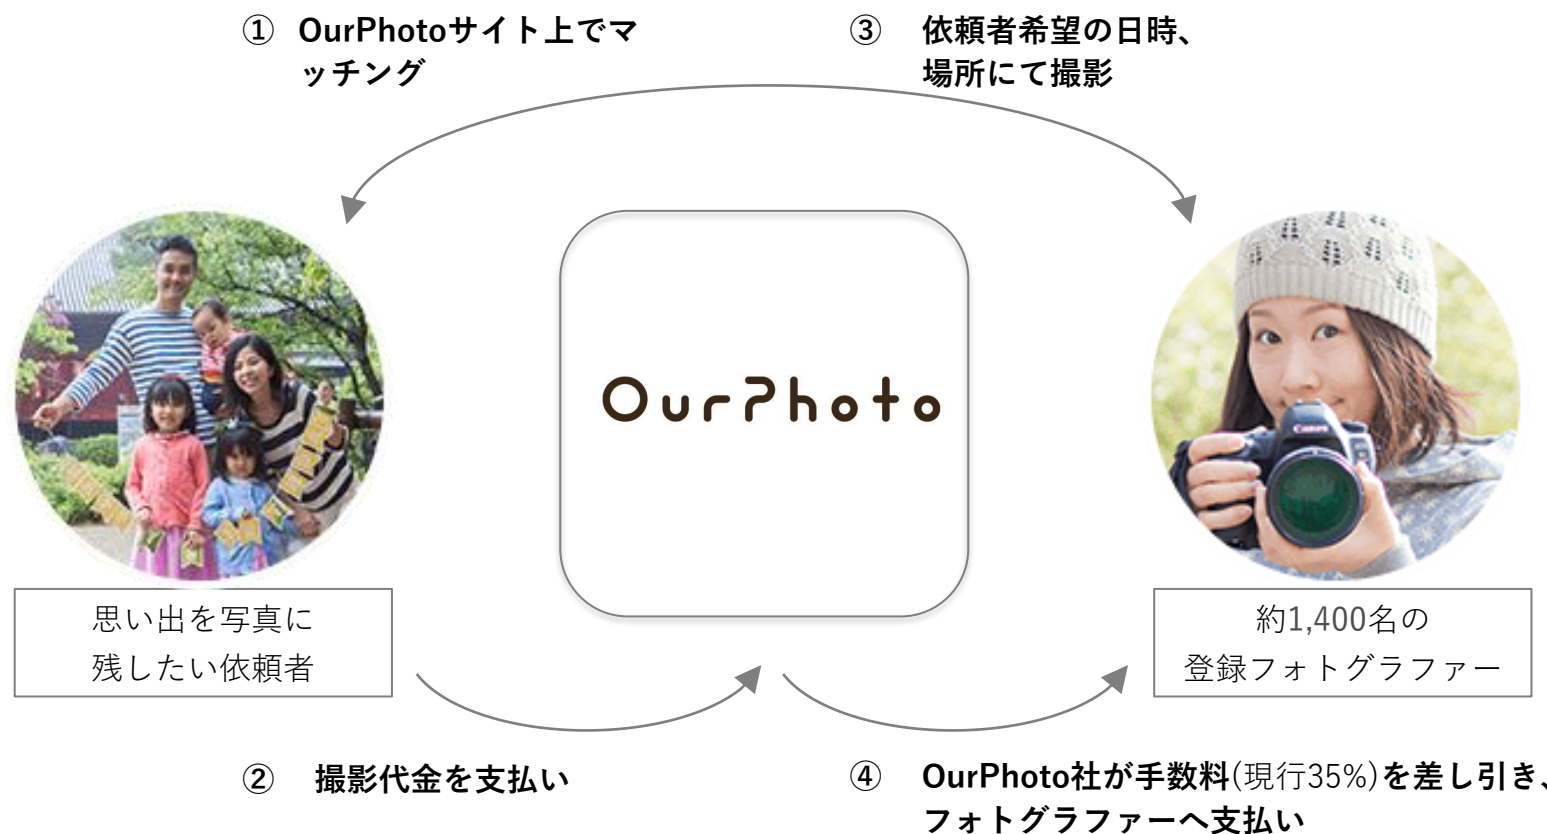 ① OurPhotoサイト上でマ
ッチング
③ 依頼者希望の日時、
場所にて撮影
OurPhoto
Canon
思い出を写真に
残したい依頼者
約1,400名の
登録フォトグラファー
② 撮影代金を支払い
④ OurPhoto社が手数料(現行35%)を差し引き、
フォトグラファーへ支払い